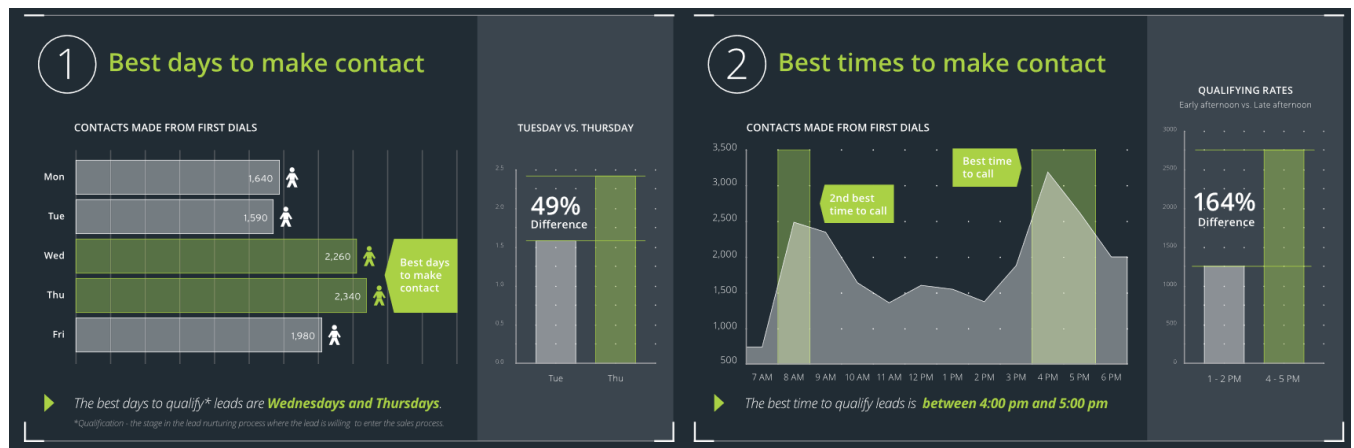 1
Best days to make contact
CONTACTS MADE FROM FIRST DIALS
Mon
1,640
Tue
1,590
Wed
2,260
Thu
2,340
Fri
1,980
Best days
to make
contact
TUESDAY VS. THURSDAY
2.5
2.0
1.5
1.0
0.5
0.0
49%
Difference
Tue
Thu
The best days to qualify* leads are Wednesdays and Thursdays.
*Qualification - the stage in the lead nurturing process where the lead is willing to enter the sales process.
2
Best times to make contact
CONTACTS MADE FROM FIRST DIALS
3,500
3,000
2,500
2,000
1,500
1,000
500
2nd best
time to call
Best time
to call
7 AM 8 AM 9 AM 10 AM 11 AM 12 PM 1 PM 2 PM 3 PM 4 PM 5 PM 6 PM
QUALIFYING RATES
Early afternoon vs. Late afternoon
3000
2500
2000
1500
1000
500
0
164%
Difference
1 - 2 PM
4 - 5 PM
The best time to qualify leads is between 4:00 pm and 5:00 pm